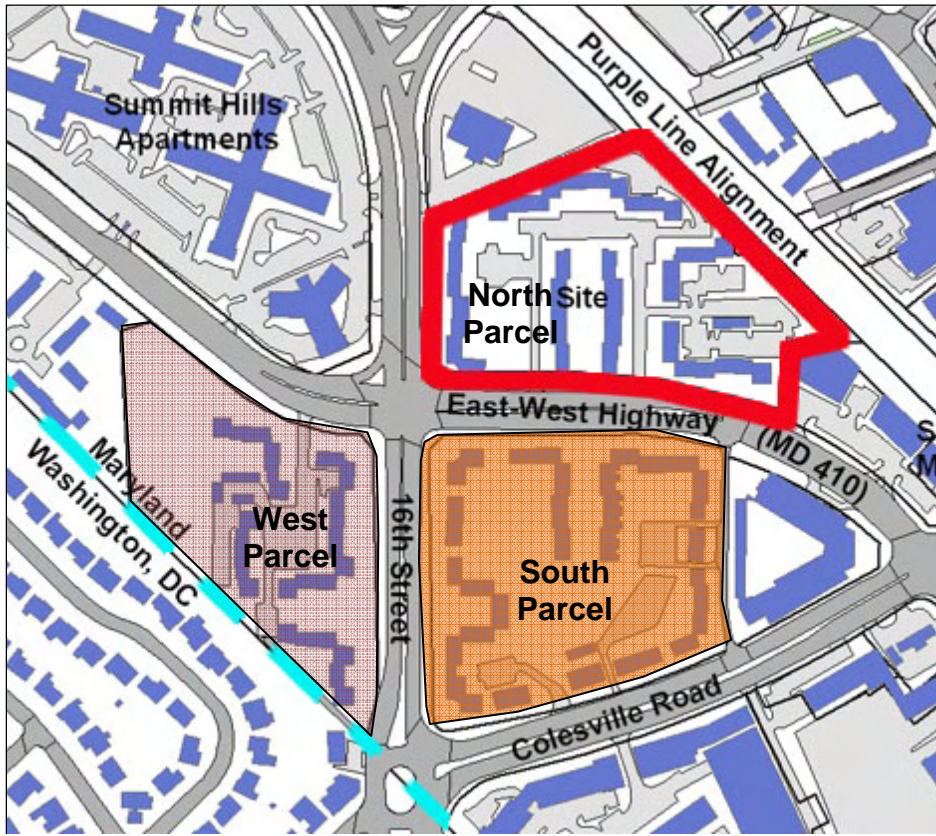 Summit Hills
Apartments
Purple Line Alignment
North
Parcel
Site
East-West Highway
(MD 410)
Maryland
Washington, DC
West
Parcel
16th Street
South
Parcel
Colesville Road